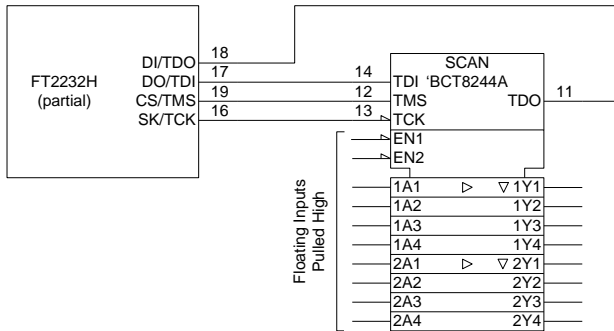 18
DI/TDO
SCAN
17
14
FT2232H
DO/TDI
TDI 'BCT8244A
(partial)
19
12
11
CS/TMS
TMS
TDO
16
13
SK/TCK
TCK
EN1
EN2
Floating Inputs
Pulled High
1A1 1Y1
1A2 1Y2
1A3 1Y3
1A4 1Y4
2A1 2Y1
2A2 2Y2
2A3 2Y3
2A4 2Y4